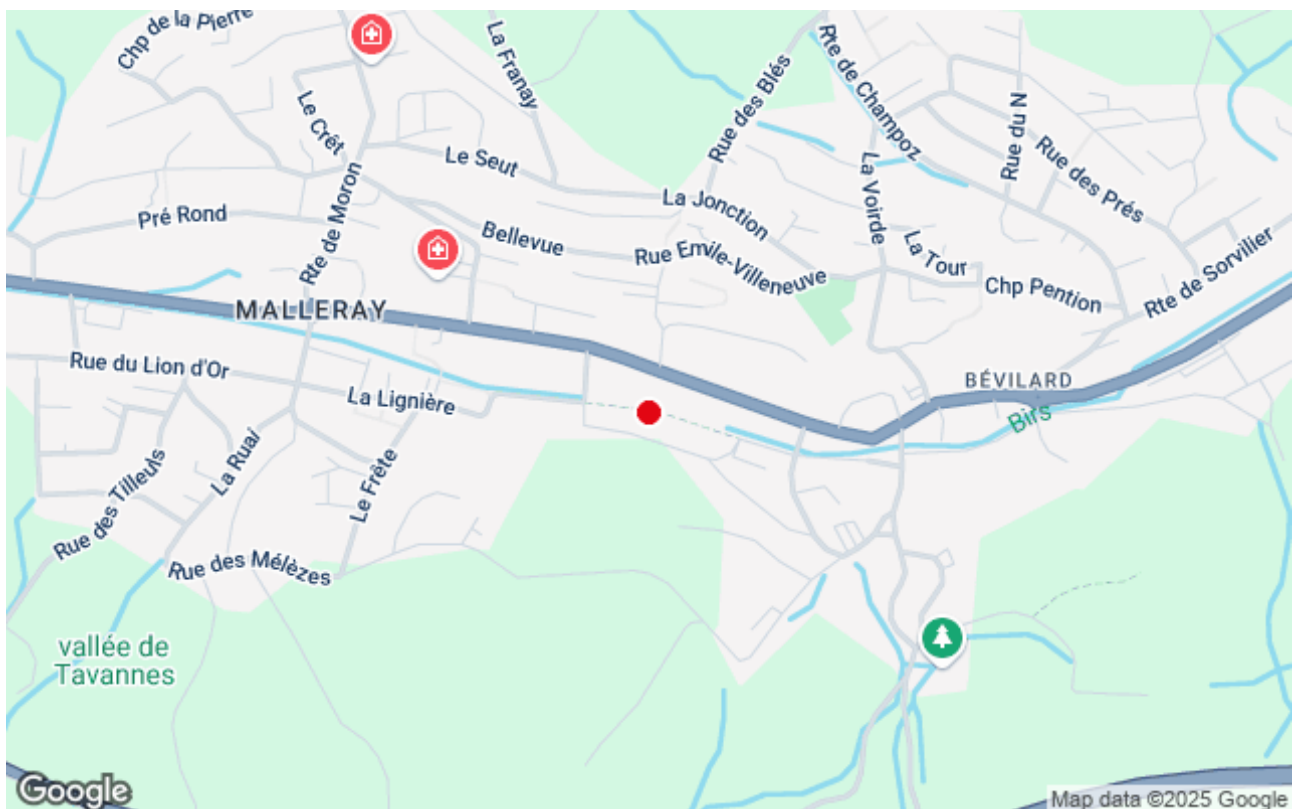 Chp de la Pierre
La Franay
Rte de Champoz
Rue des Blés
Le Crêt
Le Seut
Rue du N
Rue des Prés
La Voirde
La Jonction
Pré Rond
Rte de Moron
Bellevue
Rue Emile-Villeneuve
La Tour
Chp Pention
Rte de Sorvilier
MALLERAY
Rue du Lion d'Or
La Lignière
BÉVILARD
Birs
La Ruai
Le Frête
Rue des Tilleuls
Rue des Mélèzes
vallée de
Tavannes
Google
Map data ©2025 Google